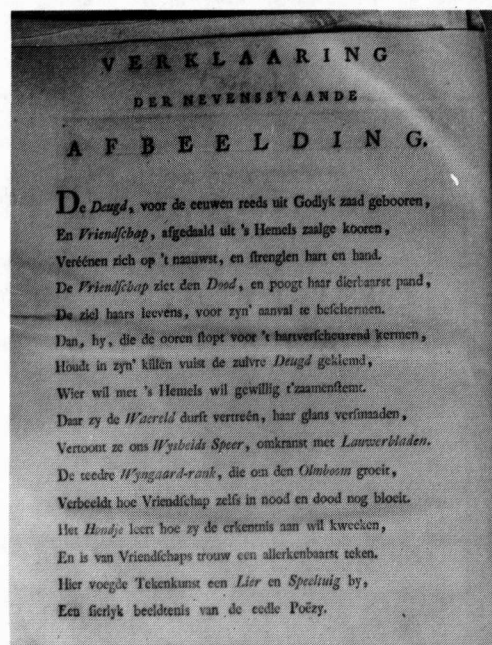 VERKLAARING
DER NEVENSSTAANDE
AFBEELDING.
De Deugd, voor de eeuwen reeds uit Godlyk zaad gebooren,
En Vriendſchap, afgedaald uit 's Hemels zaalge kooren,
Veréénen zich op 't naauwst, en ſtrenglen hart en hand.
De Vriendſchap ziet den Dood, en poogt haar dierbaarst pand,
De ziel haars leevens, voor zyn' aanval te beſchermen.
Dan, hy, die de ooren ſtopt voor 't hartverſcheurend kermen,
Houdt in zyn' killen vuist de zuivre Deugd geklemd,
Wier wil met 's Hemels wil gewillig t'zaamenſtemt.
Daar zy de Waereld durft vertreên, haar glans verſmaaden,
Vertoont ze ons Wysheids Speer, omkranst met Lauwerbladen.
De teedre Wyngaard-rank, die om den Olmboom groeit,
Verbeeldt hoe Vriendſchap zelfs in nood en dood nog bloeit.
Het Hondje leert hoe zy de erkentnis aan wil kweeken,
En is van Vriendſchaps trouw een allerkenbaarst teken.
Hier voegde Tekenkunst een Lier en Speeltuig by,
Een ſierlyk beeldtenis van de eedle Poëzy.